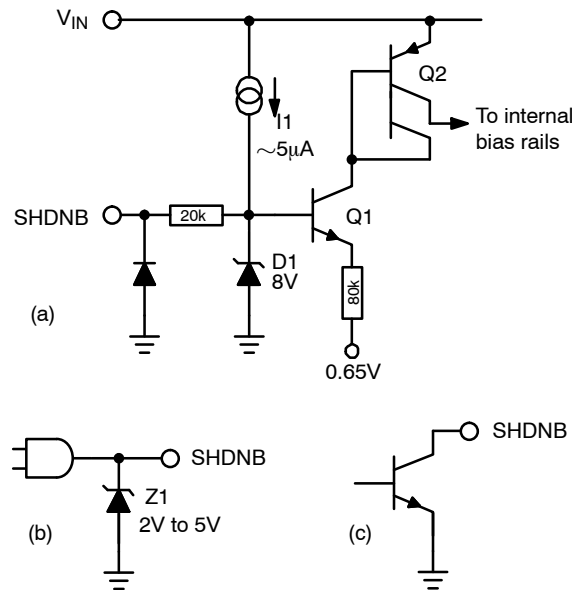 V_IN
Q2
I1
To internal
bias rails
~5μA
SHDNB
20k
Q1
D1
8V
80k
(a)
0.65V
SHDNB
SHDNB
Z1
(b)
2V to 5V
(c)